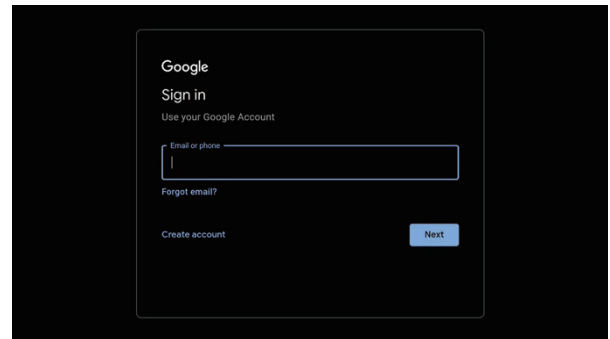 Google
Sign in
Use your Google Account
Email or phone
Forgot email?
Create account
Next